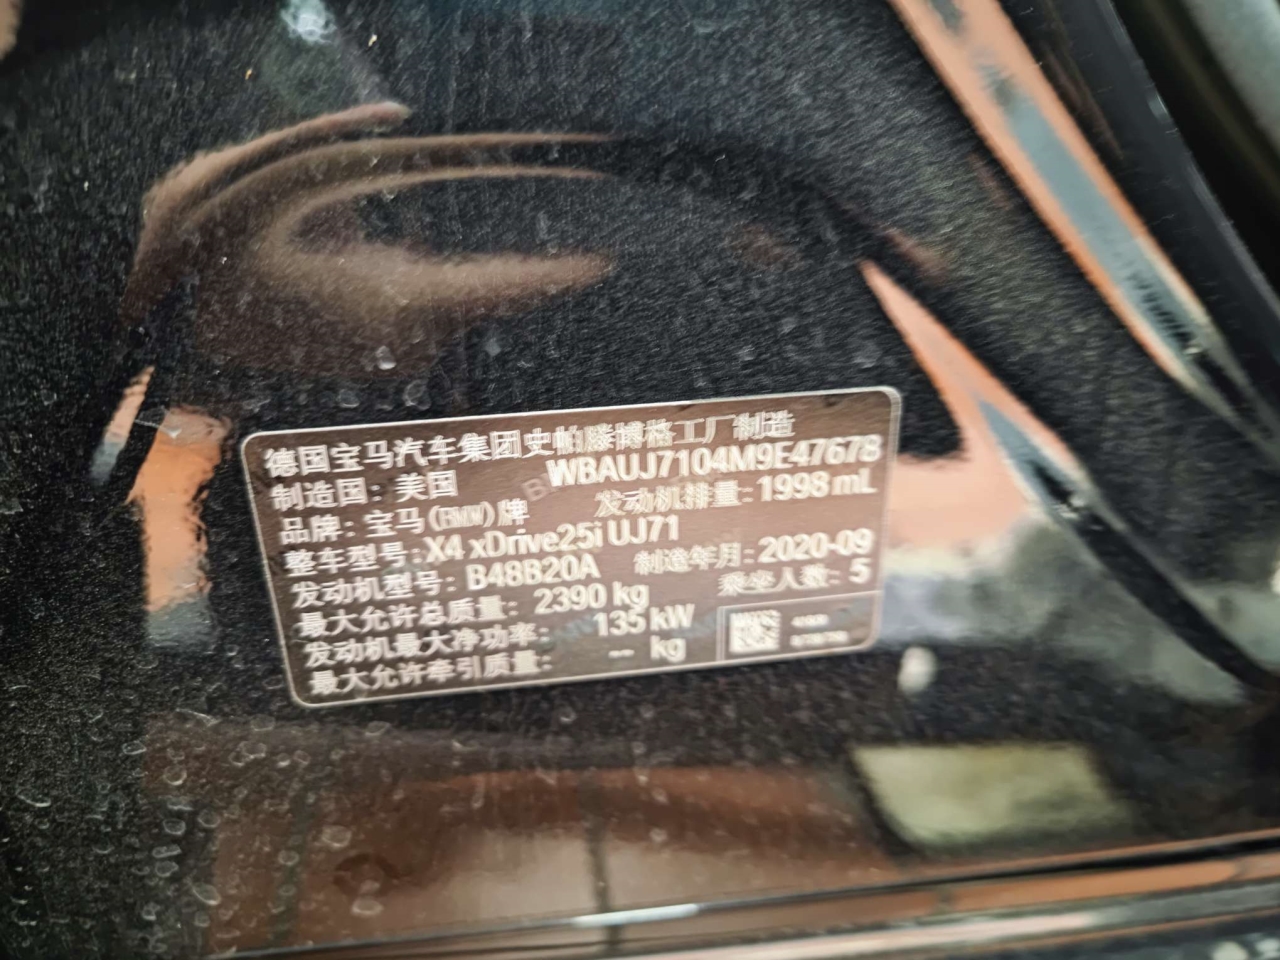 德国宝马汽车集团史帕滕博格工厂制造
制造国：美国 WBAUJ7104M9E47678
品牌：宝马(BMW)牌 发动机排量：1998 mL
整车型号：X4 xDrive25i UJ71
发动机型号：B48B20A 制造年月：2020-09
最大允许总质量：2390 kg 乘坐人数：5
发动机最大净功率：135 kW
最大允许牵引质量：-- kg